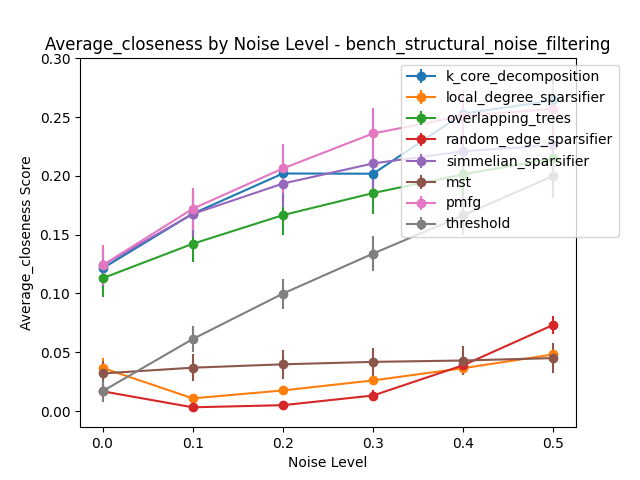 Average_closeness by Noise Level - bench_structural_noise_filtering
0.30
0.25
0.20
0.15
0.10
0.05
0.00
Average_closeness Score
k_core_decomposition
local_degree_sparsifier
overlapping_trees
random_edge_sparsifier
simmelian_sparsifier
mst
pmfg
threshold
0.0 0.1 0.2 0.3 0.4 0.5
Noise Level